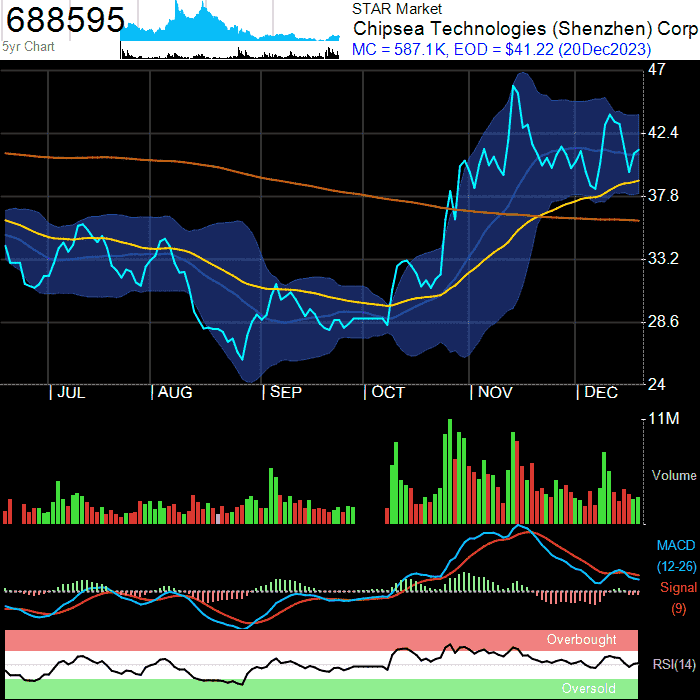 688595
5yr Chart
STAR Market
Chipsea Technologies (Shenzhen) Corp
MC = 587.1K, EOD = $41.22 (20Dec2023)
47
42.4
37.8
33.2
28.6
24
| JUL | AUG | SEP | OCT | NOV | DEC
11M
Volume
MACD
(12-26)
Signal
(9)
Overbought
RSI(14)
Oversold